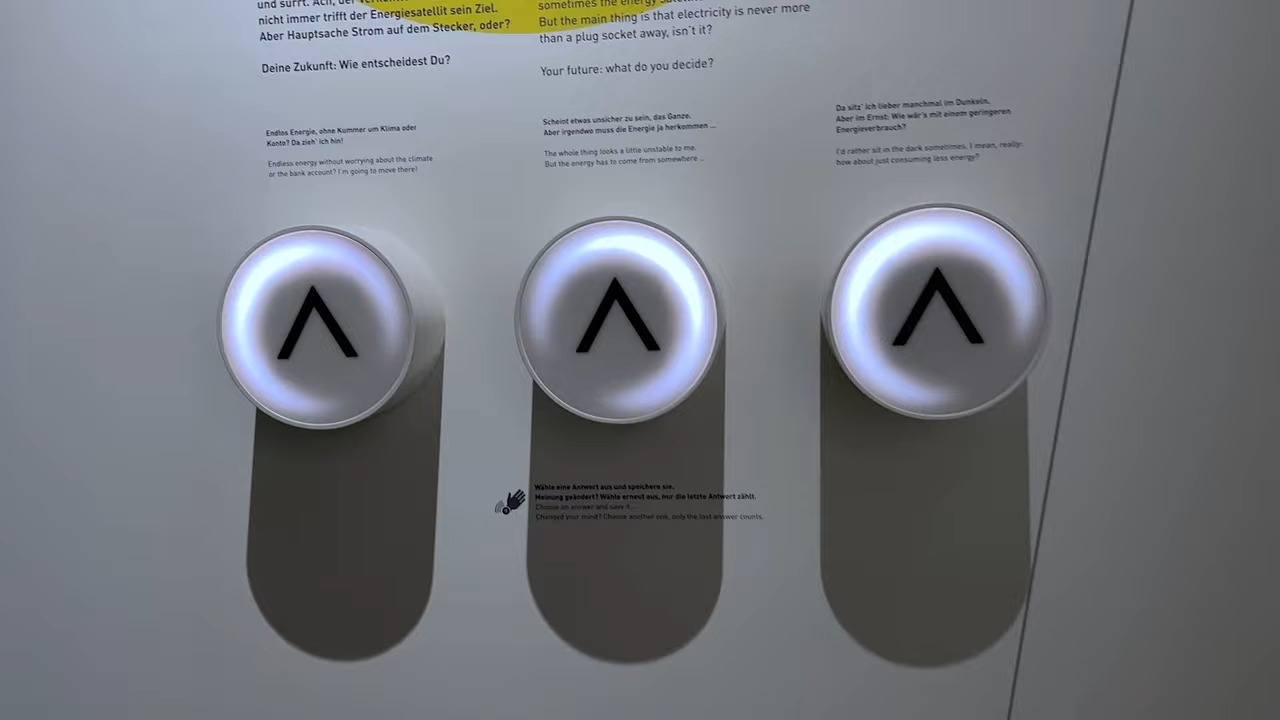 und surrt. Ach, der
nicht immer trifft der Energiesatellit sein Ziel.
Aber Hauptsache Strom auf dem Stecker, oder?
Deine Zukunft: Wie entscheidest Du?
sometimes the energy
But the main thing is that electricity is never more
than a plug socket away, isn't it?
Your future: what do you decide?
Endlos Energie, ohne Kummer um Klima oder
Konto? Da zieh' ich hin!
Endless energy without worrying about the climate
or the bank account? I'm going to move there!
Scheint etwas unsicher zu sein, das Ganze.
Aber irgendwo muss die Energie ja herkommen ...
The whole thing looks a little unstable to me.
But the energy has to come from somewhere ...
Da sitz' ich lieber manchmal im Dunkeln.
Aber im Ernst: Wie wär's mit einem geringeren
Energieverbrauch?
I'd rather sit in the dark sometimes. I mean, really:
how about just consuming less energy?
Wähle eine Antwort aus und speichere sie.
Meinung geändert? Wähle erneut aus, nur die letzte Antwort zählt.
Choose an answer and save it.
Changed your mind? Choose another one, only the last answer counts.